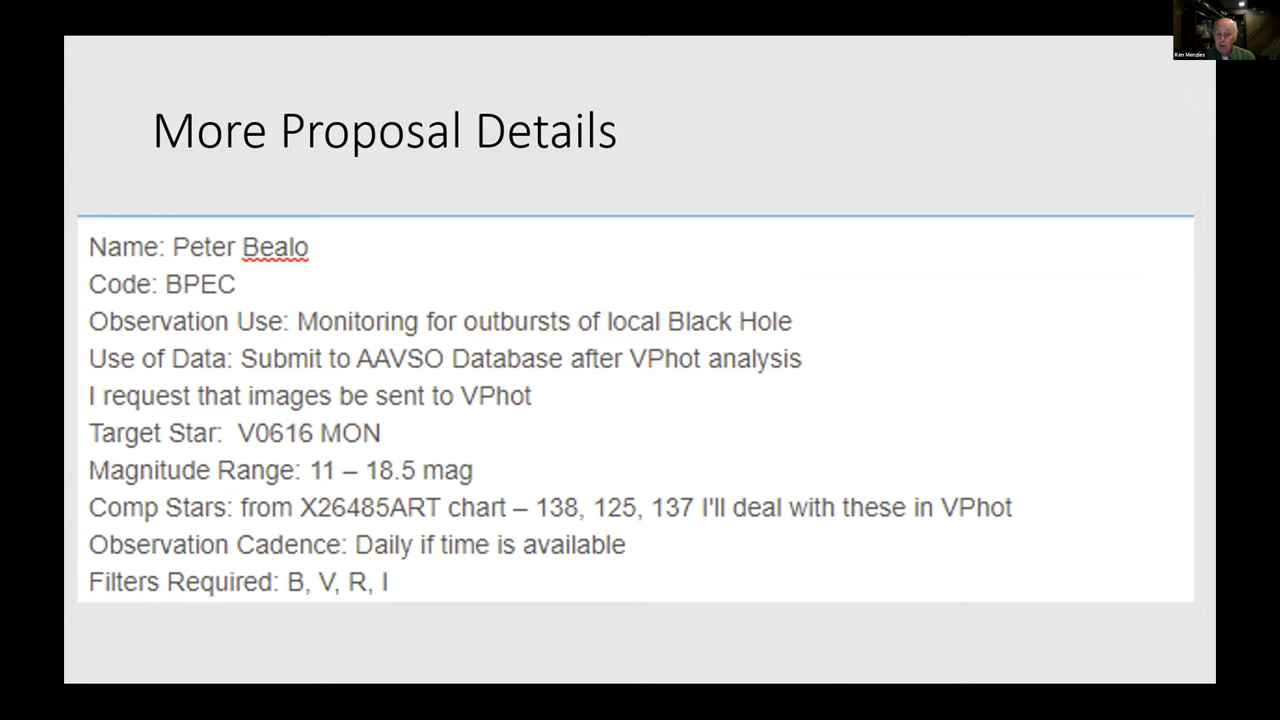 Ken Menzies
More Proposal Details
Name: Peter Bealo
Code: BPEC
Observation Use: Monitoring for outbursts of local Black Hole
Use of Data: Submit to AAVSO Database after VPhot analysis
I request that images be sent to VPhot
Target Star:  V0616 MON
Magnitude Range: 11 – 18.5 mag
Comp Stars: from X26485ART chart – 138, 125, 137 I'll deal with these in VPhot
Observation Cadence: Daily if time is available
Filters Required: B, V, R, I